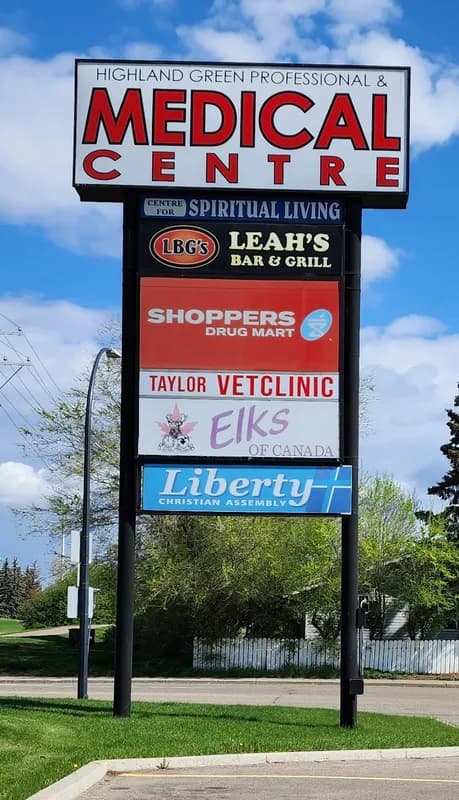 HIGHLAND GREEN PROFESSIONAL &
MEDICAL
CENTRE
CENTRE FOR SPIRITUAL LIVING
LBG'S LEAH'S
BAR & GRILL
SHOPPERS
DRUG MART
TAYLOR VETCLINIC
Elks
OF CANADA
Liberty
CHRISTIAN ASSEMBLY